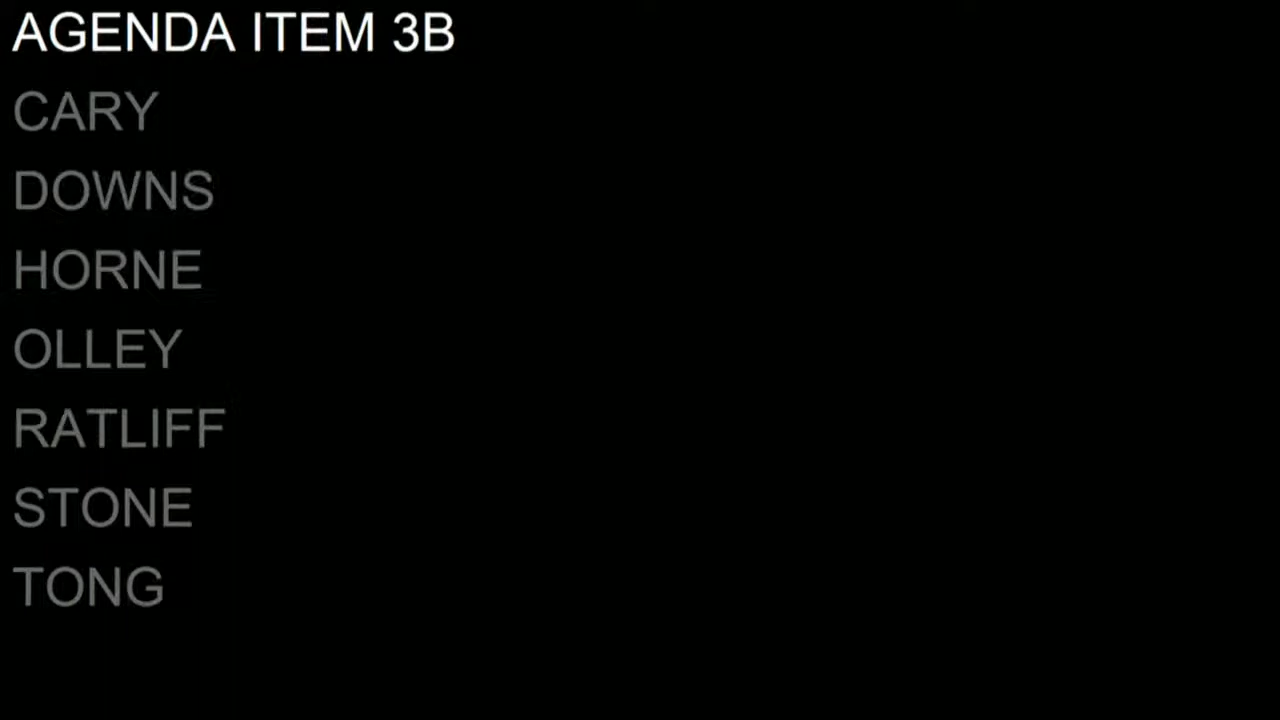 AGENDA ITEM 3B
CARY
DOWNS
HORNE
OLLEY
RATLIFF
STONE
TONG